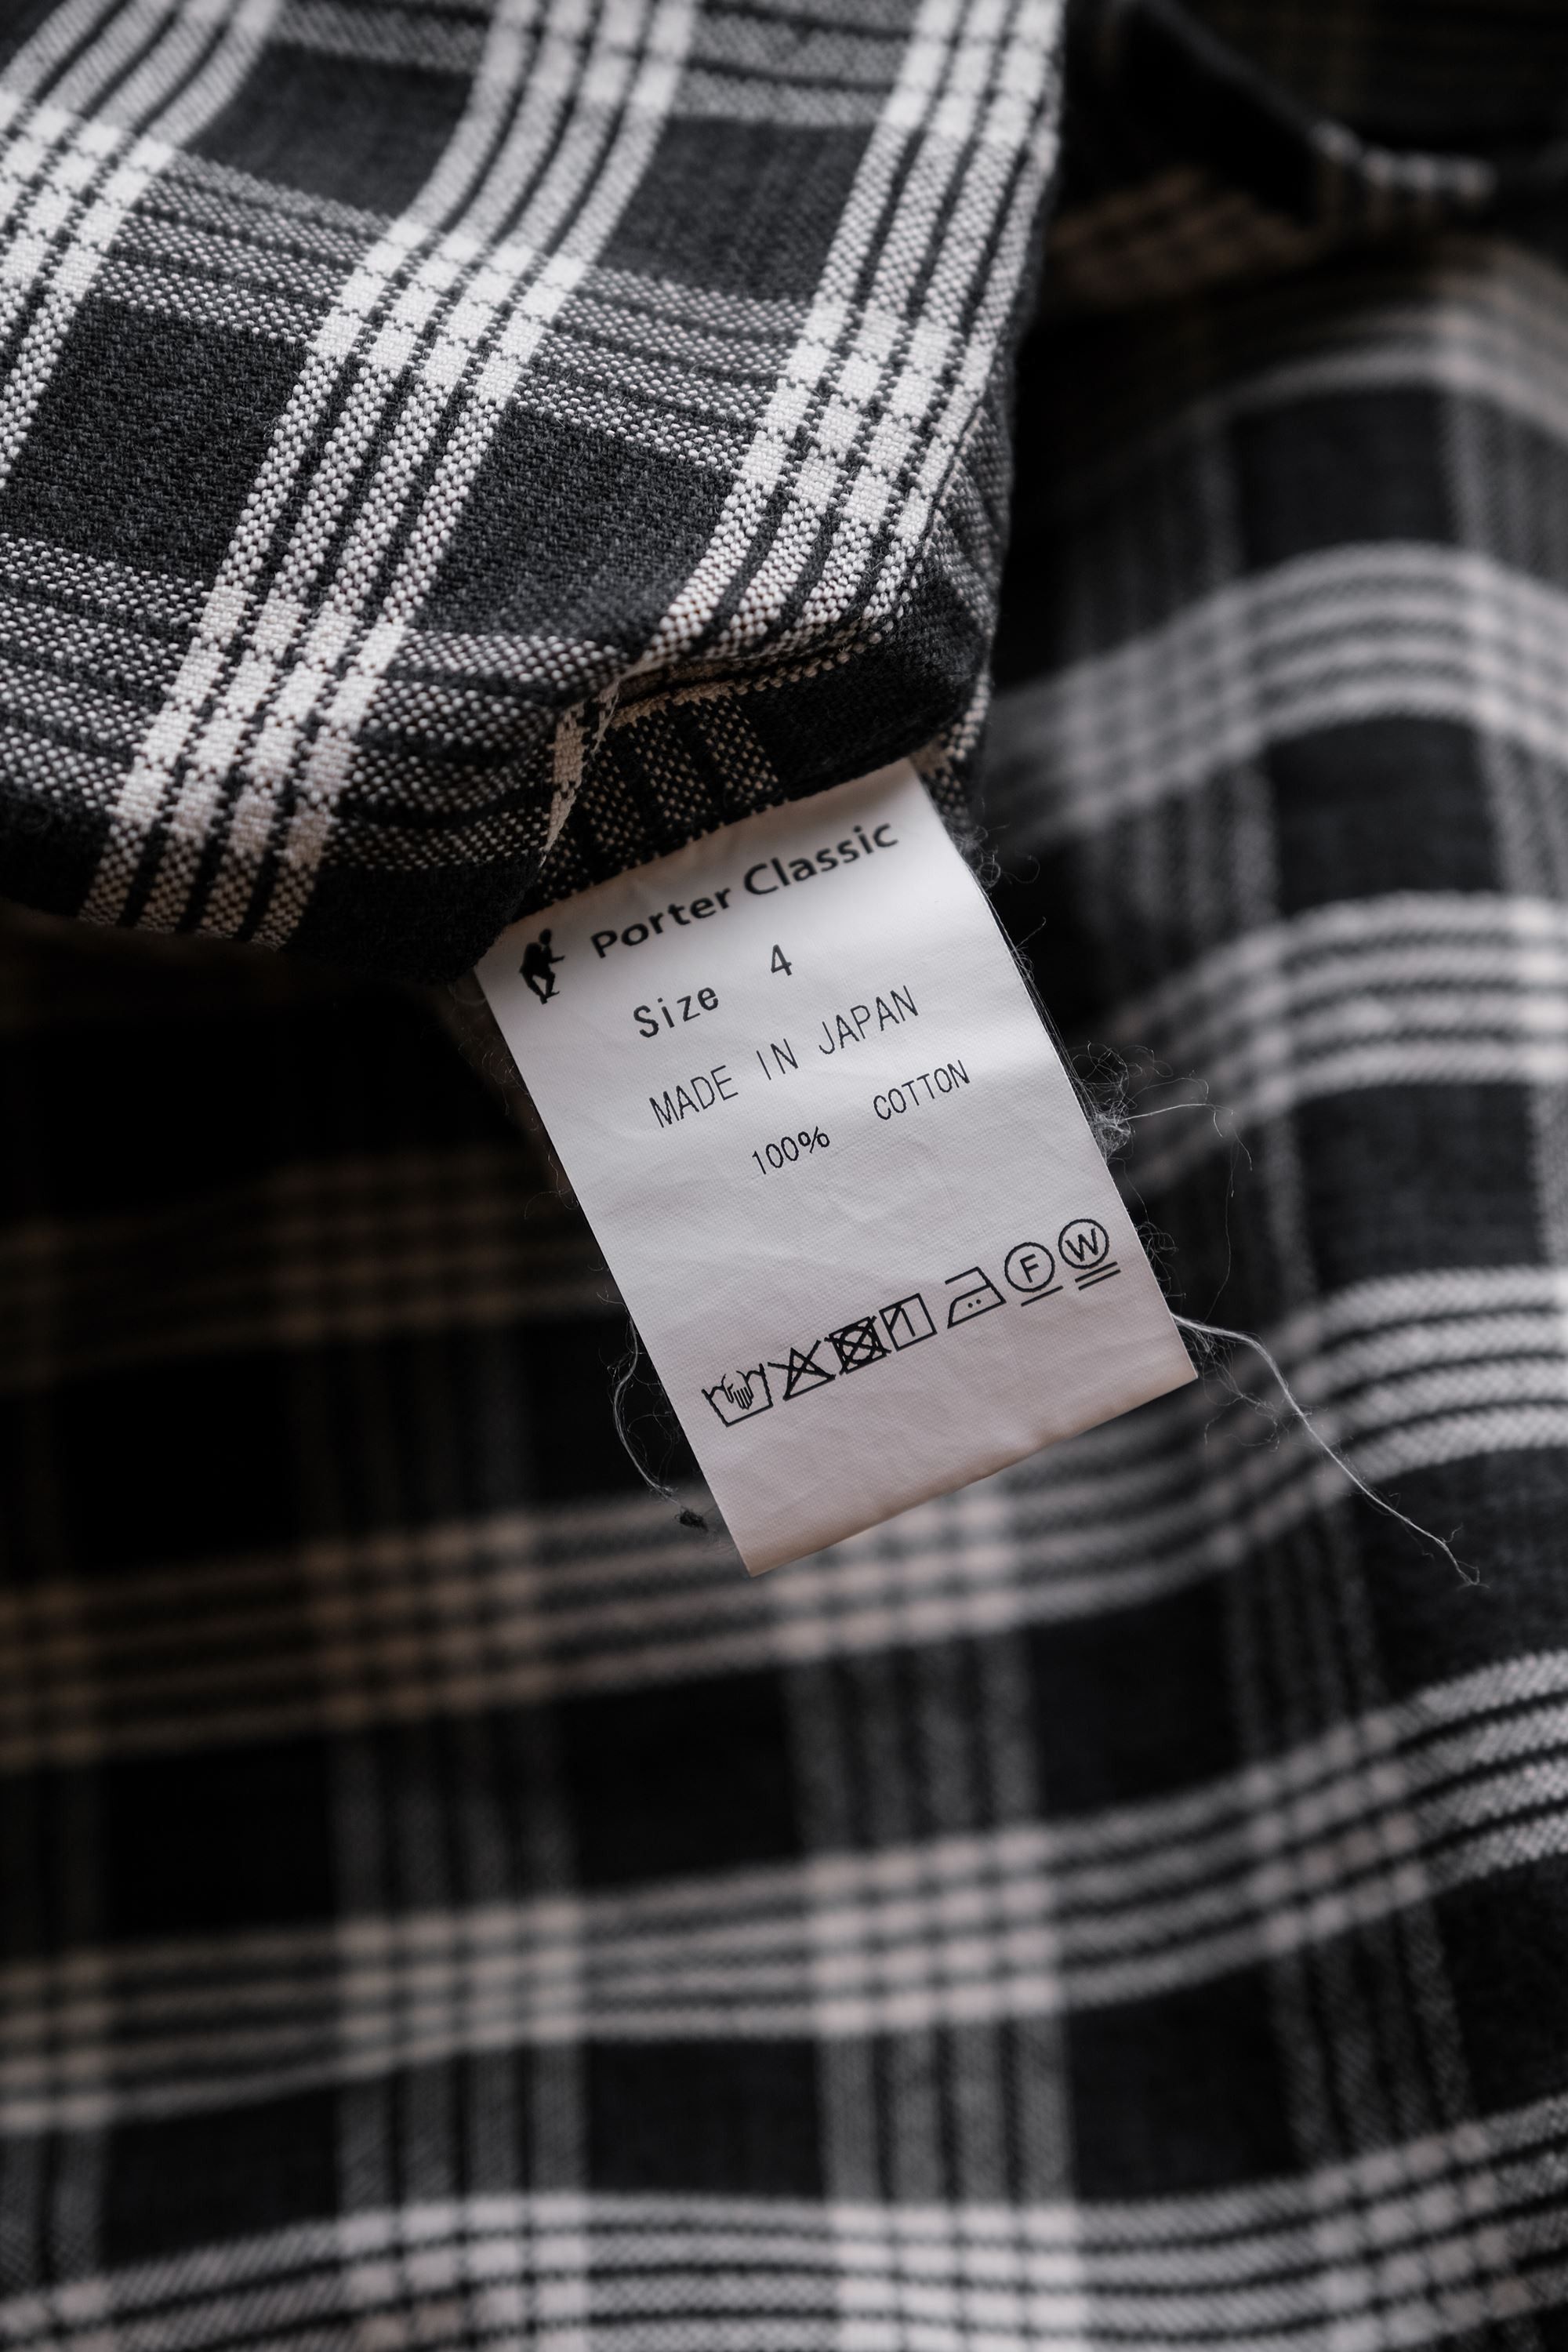 Porter Classic
Size 4
MADE IN JAPAN
100% COTTON
F W